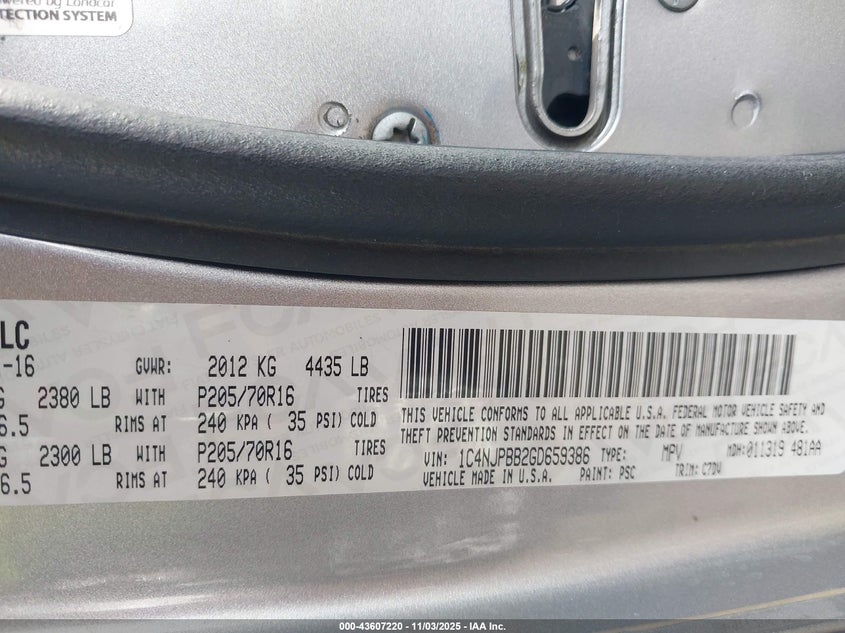 owered by Landcar
TECTION SYSTEM
LC
-16 GVWR: 2012 KG 4435 LB
G 2380 LB WITH P205/70R16 TIRES
6.5 RIMS AT 240 KPA ( 35 PSI) COLD
G 2300 LB WITH P205/70R16 TIRES
6.5 RIMS AT 240 KPA ( 35 PSI) COLD
THIS VEHICLE CONFORMS TO ALL APPLICABLE U.S.A. FEDERAL MOTOR VEHICLE SAFETY AND
THEFT PREVENTION STANDARDS IN EFFECT ON THE DATE OF MANUFACTURE SHOWN ABOVE.
VIN: 1C4NJPBB2GD659386 TYPE: MPV MDH:011319 481AA
VEHICLE MADE IN U.S.A. PAINT: PSC TRIM: C7DV
000-43607220 - 11/03/2025 - IAA Inc.